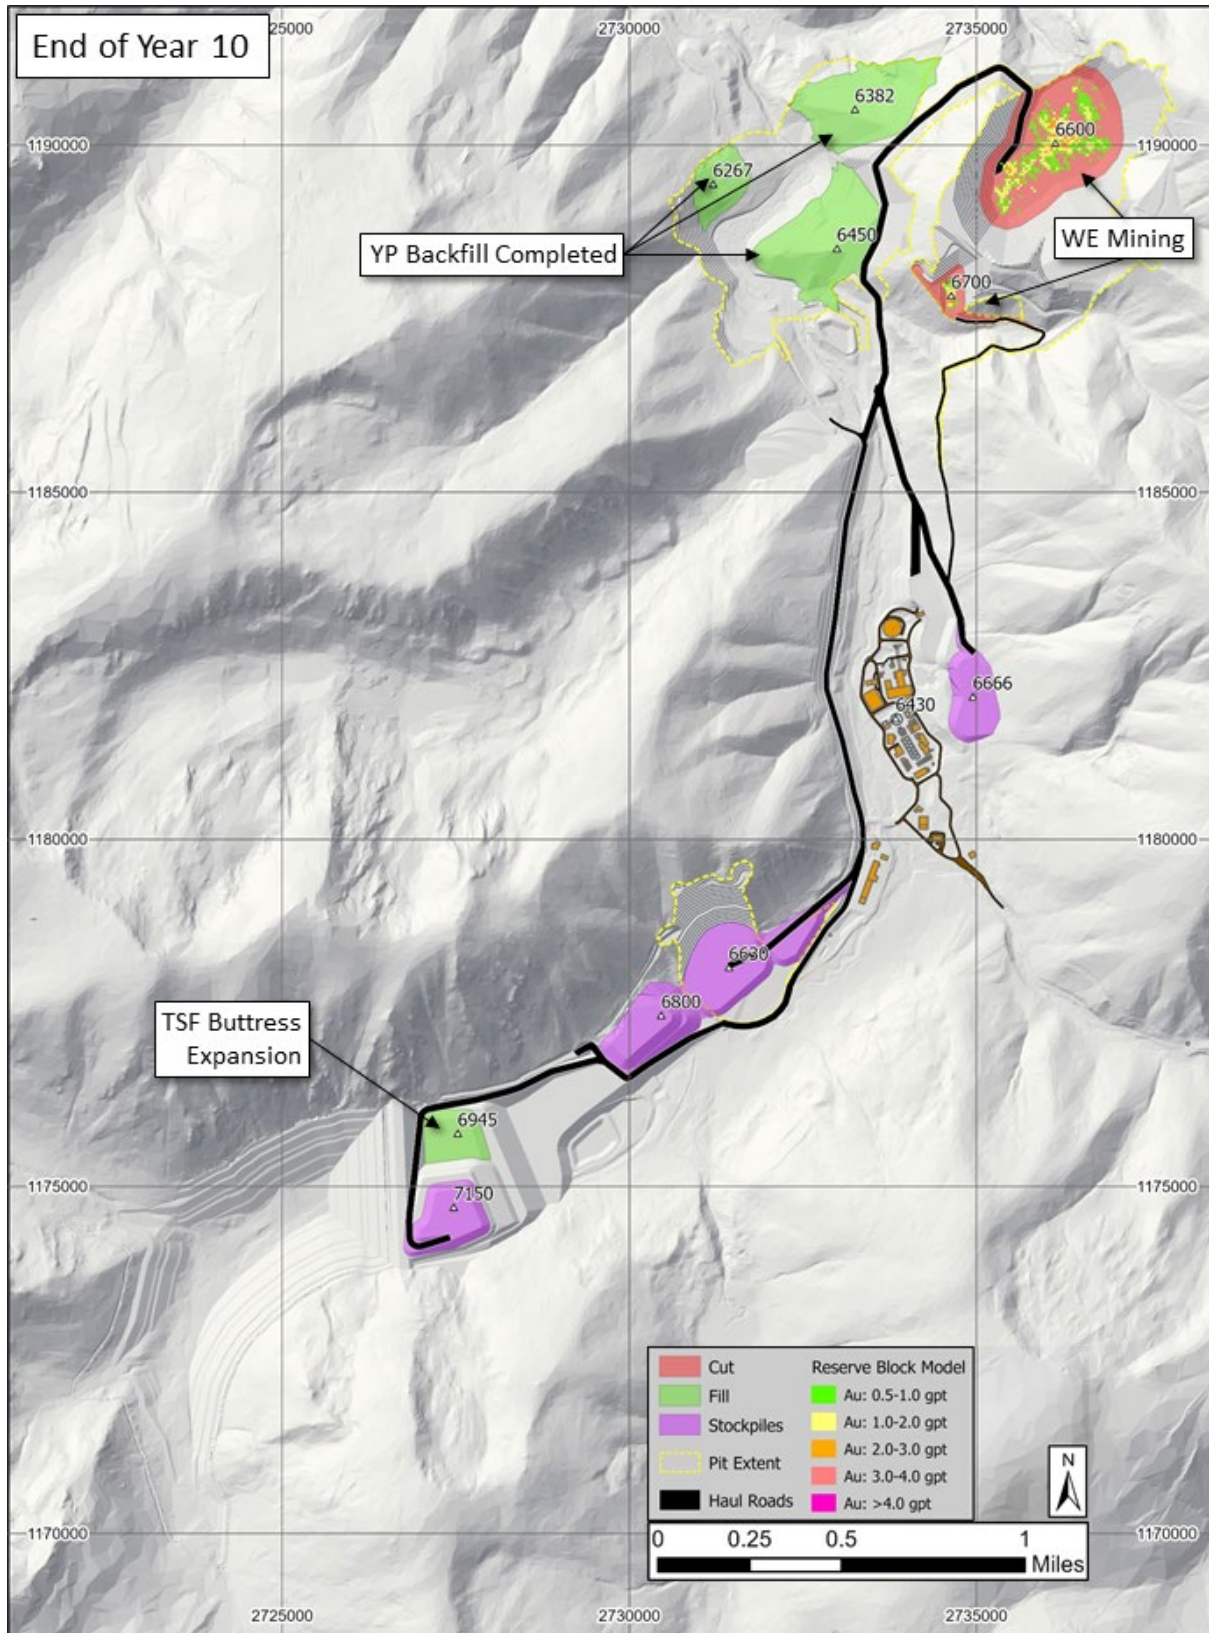 End of Year 10
25000
2730000
2735000
6382
6600
1190000
1190000
6267
6450
YP Backfill Completed
WE Mining
6700
1185000
1185000
6666
6430
1180000
1180000
6630
6800
TSF Buttress
Expansion
6945
1175000
1175000
7150
Cut
Reserve Block Model
Fill
Au: 0.5-1.0 gpt
Stockpiles
Au: 1.0-2.0 gpt
Au: 2.0-3.0 gpt
Pit Extent
Au: 3.0-4.0 gpt
Haul Roads
Au: >4.0 gpt
N
1170000
1170000
0 0.25 0.5 1
Miles
2725000
2730000
2735000